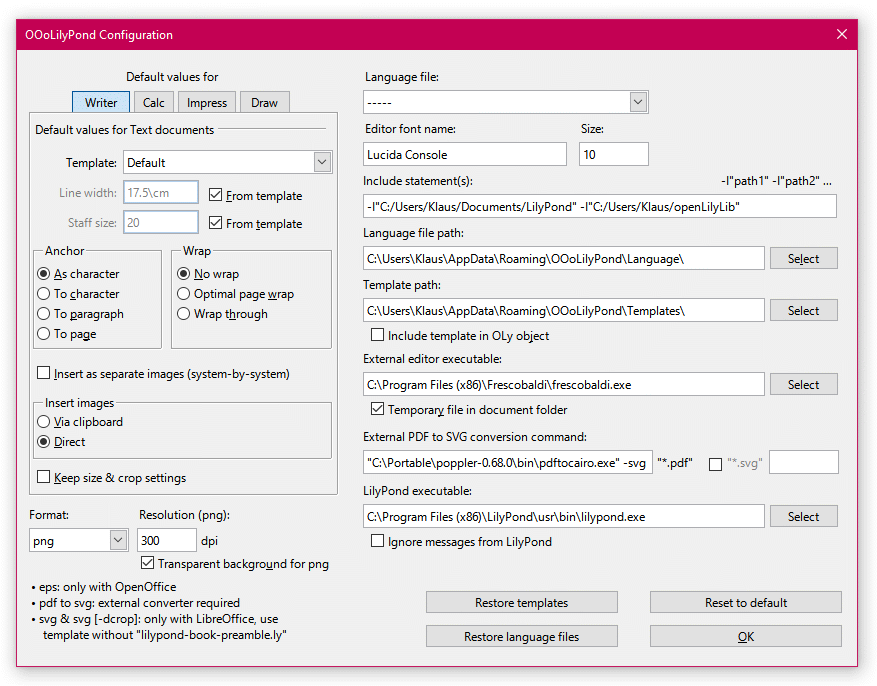 OOoLilyPond Configuration
Default values for
Writer Calc Impress Draw
Default values for Text documents
Template: Default
Line width: 17.5\cm From template
Staff size: 20 From template
Anchor
As character
To character
To paragraph
To page
Wrap
No wrap
Optimal page wrap
Wrap through
Insert as separate images (system-by-system)
Insert images
Via clipboard
Direct
Keep size & crop settings
Format: Resolution (png):
png 300 dpi
Transparent background for png
• eps: only with OpenOffice
• pdf to svg: external converter required
• svg & svg [-dcrop]: only with LibreOffice, use
template without "lilypond-book-preamble.ly"
Language file:
-----
Editor font name: Size:
Lucida Console 10
Include statement(s): -I"path1" -I"path2" ...
-I"C:/Users/Klaus/Documents/LilyPond" -I"C:/Users/Klaus/openLilyLib"
Language file path:
C:\Users\Klaus\AppData\Roaming\OOoLilyPond\Language\ Select
Template path:
C:\Users\Klaus\AppData\Roaming\OOoLilyPond\Templates\ Select
Include template in OLy object
External editor executable:
C:\Program Files (x86)\Frescobaldi\frescobaldi.exe Select
Temporary file in document folder
External PDF to SVG conversion command:
"C:\Portable\poppler-0.68.0\bin\pdftocairo.exe" -svg "*.pdf" "*.svg"
LilyPond executable:
C:\Program Files (x86)\LilyPond\usr\bin\lilypond.exe Select
Ignore messages from LilyPond
Restore templates Reset to default
Restore language files OK